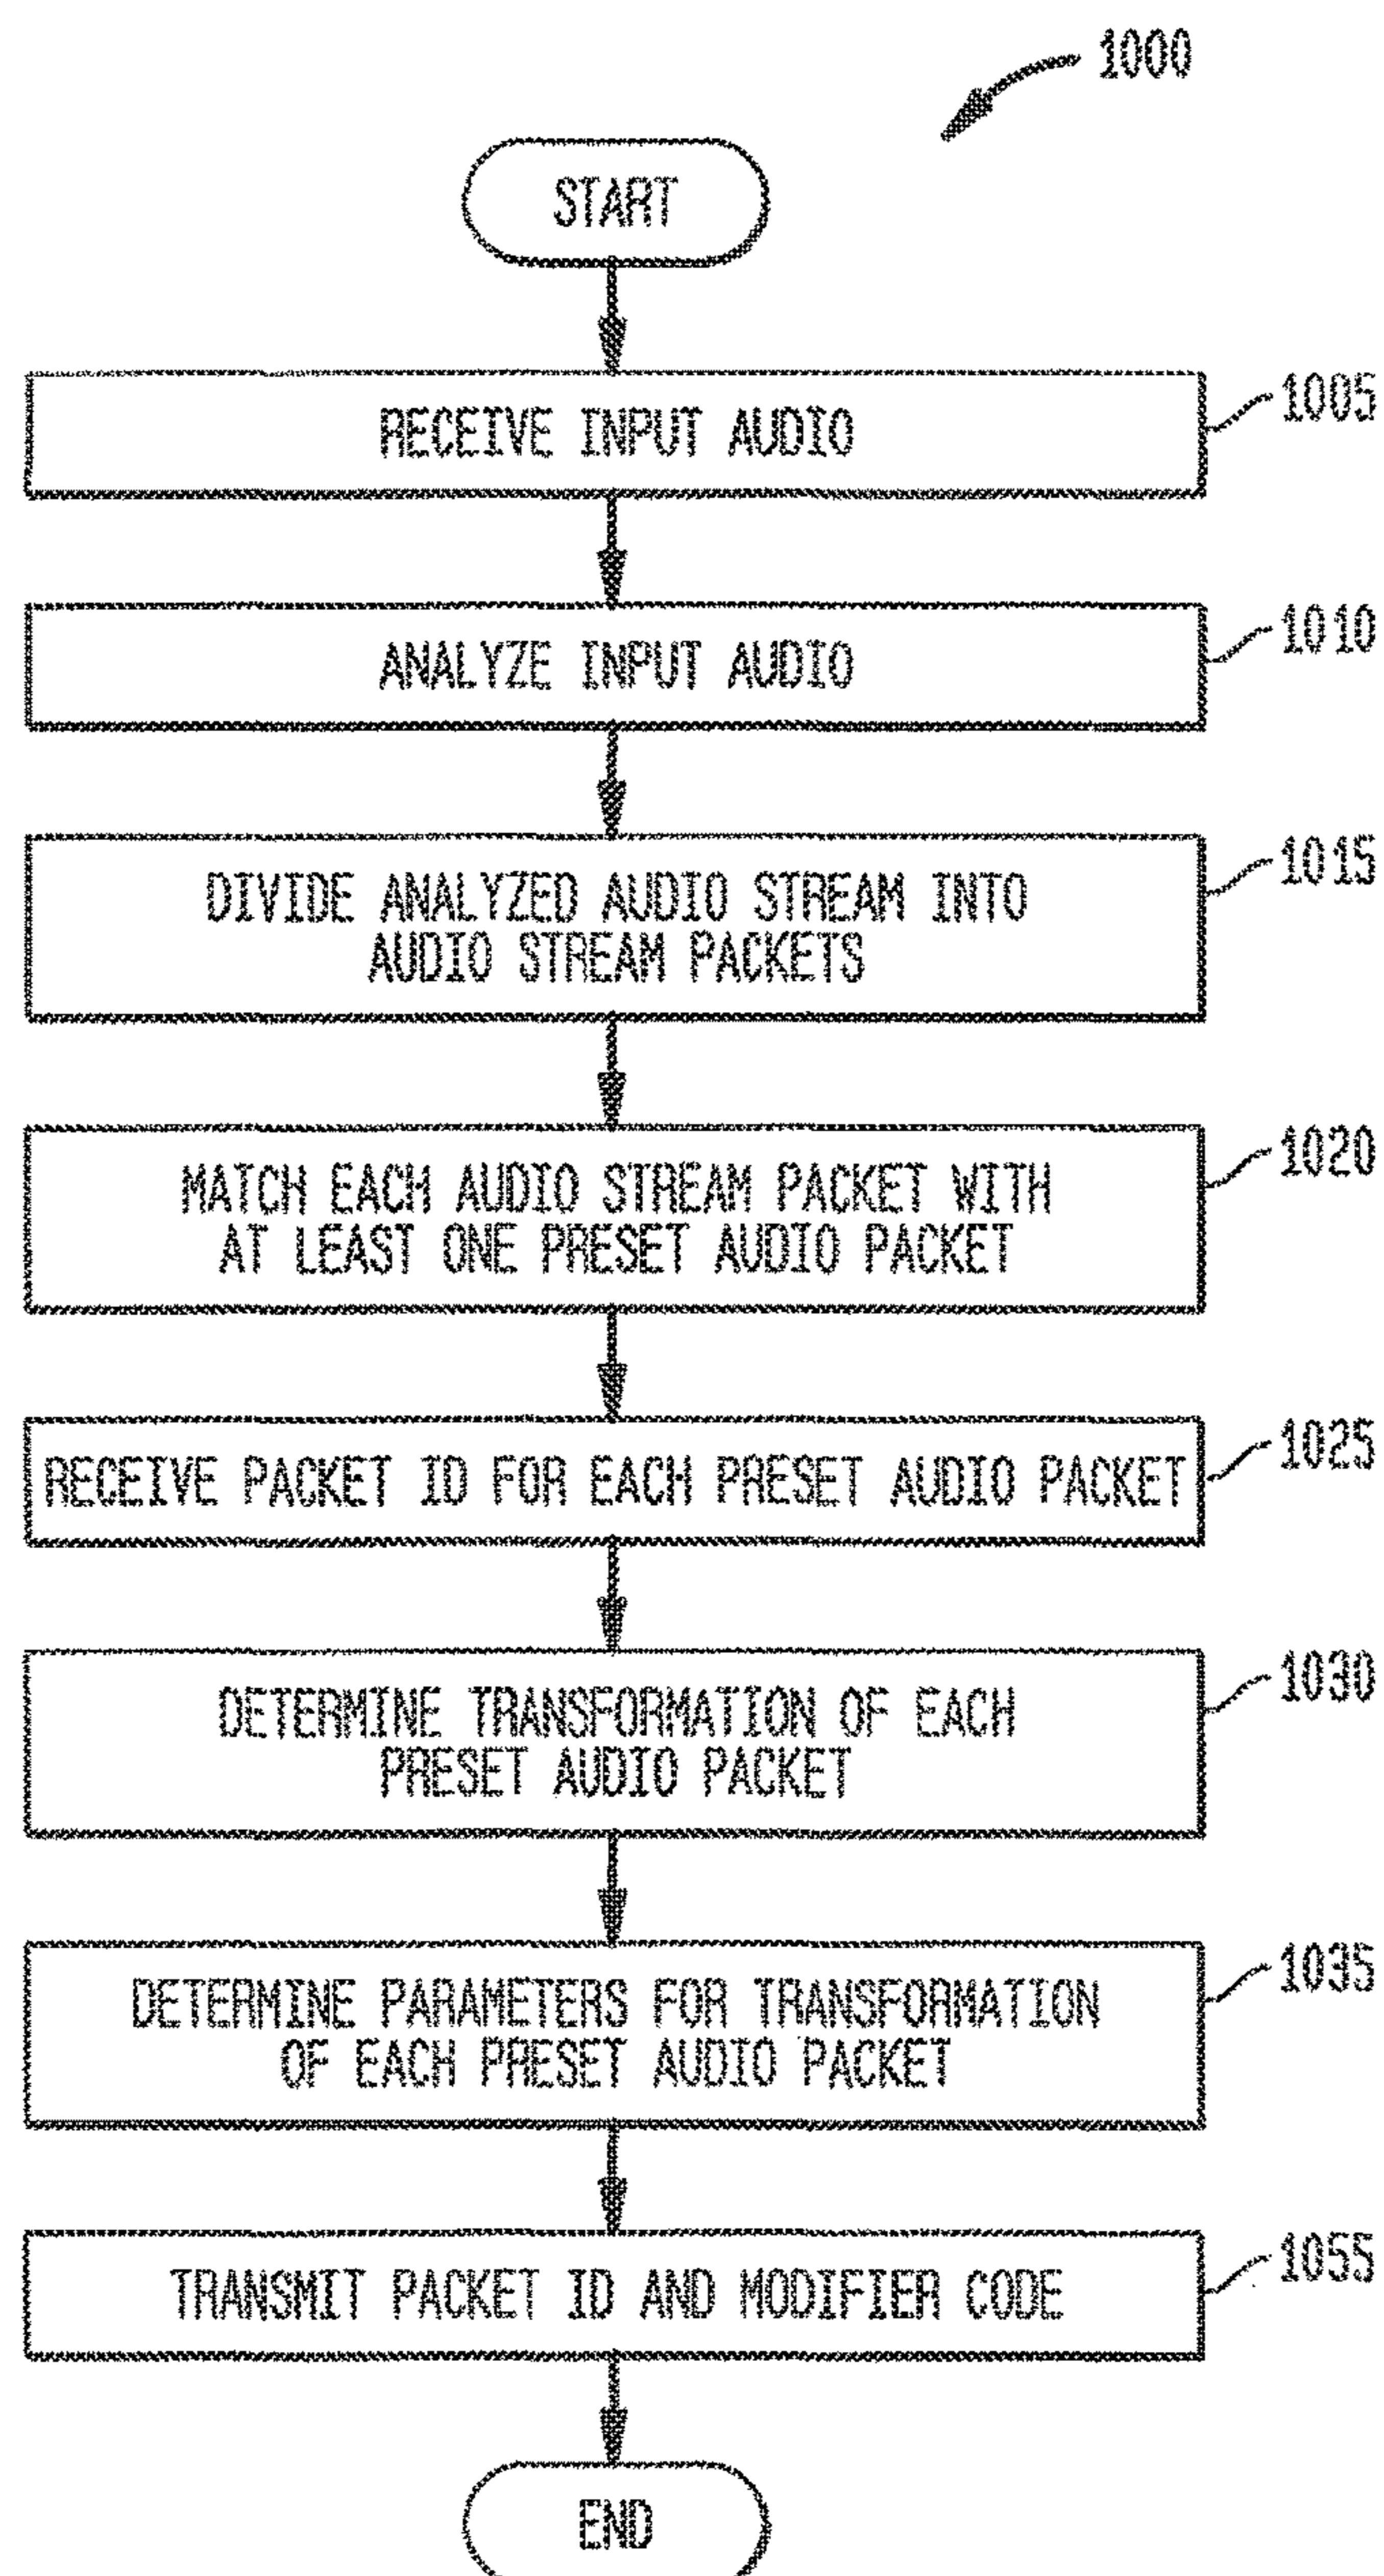 1000
START
RECEIVE INPUT AUDIO
1005
ANALYZE INPUT AUDIO
1010
DIVIDE ANALYZED AUDIO STREAM INTO
AUDIO STREAM PACKETS
1015
MATCH EACH AUDIO STREAM PACKET WITH
AT LEAST ONE PRESET AUDIO PACKET
1020
RECEIVE PACKET ID FOR EACH PRESET AUDIO PACKET
1025
DETERMINE TRANSFORMATION OF EACH
PRESET AUDIO PACKET
1030
DETERMINE PARAMETERS FOR TRANSFORMATION
OF EACH PRESET AUDIO PACKET
1035
TRANSMIT PACKET ID AND MODIFIER CODE
1055
END